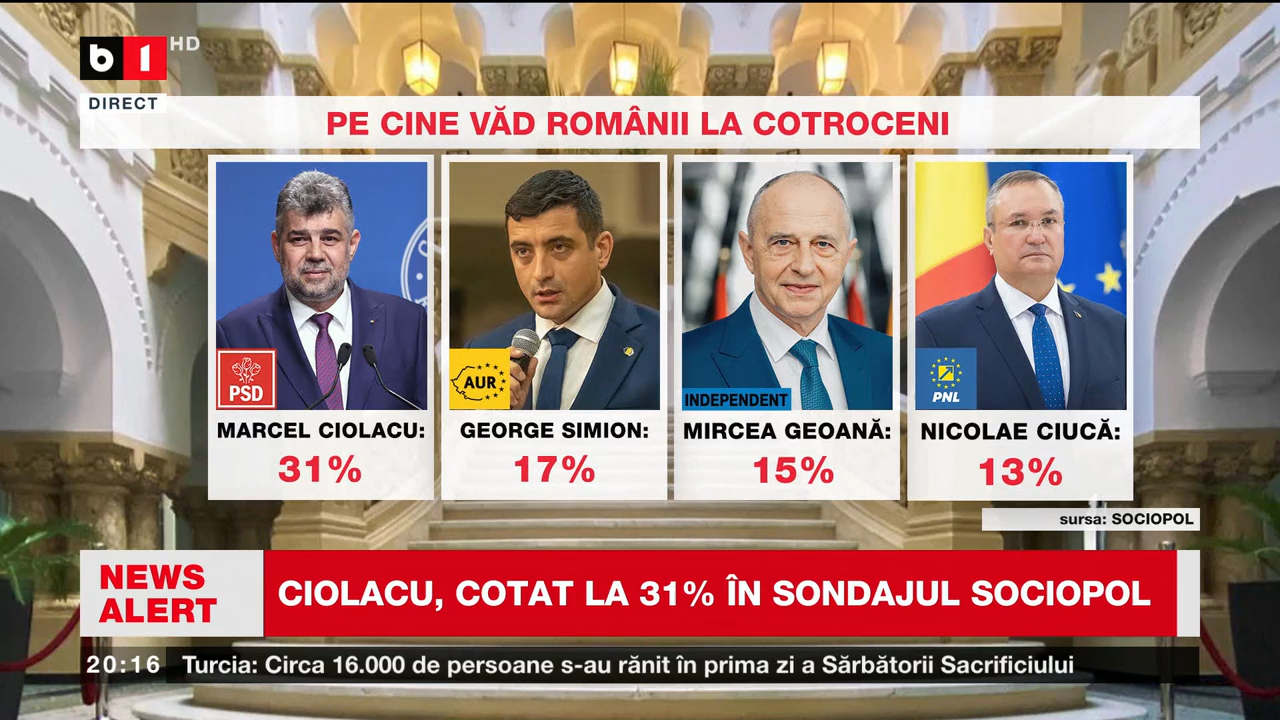 b1 HD
DIRECT
PE CINE VĂD ROMÂNII LA COTROCENI
PSD
AUR
INDEPENDENT
PNL
MARCEL CIOLACU:
31%
GEORGE SIMION:
17%
MIRCEA GEOANĂ:
15%
NICOLAE CIUCĂ:
13%
sursa: SOCIOPOL
NEWS
ALERT
CIOLACU, COTAT LA 31% ÎN SONDAJUL SOCIOPOL
20:16 Turcia: Circa 16.000 de persoane s-au rănit în prima zi a Sărbătorii Sacrificiului